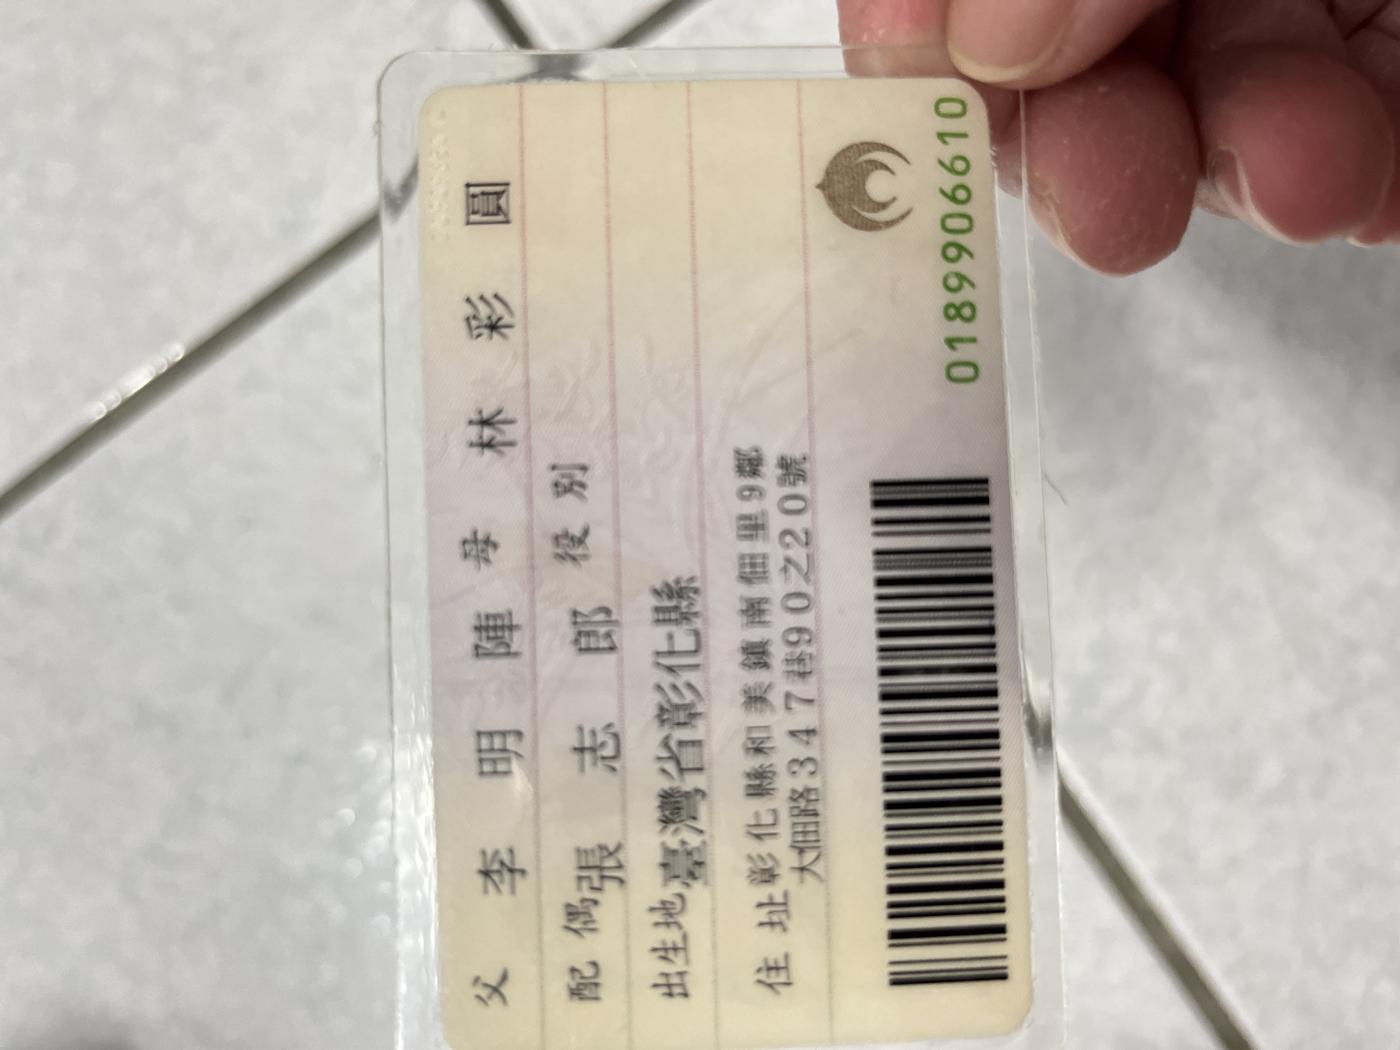 父 李明陣 母 林彩圓
配偶 張志郎 役別
出生地 臺灣省彰化縣
住址 彰化縣和美鎮南佃里9鄰
大佃路347巷90之20號
0189906610